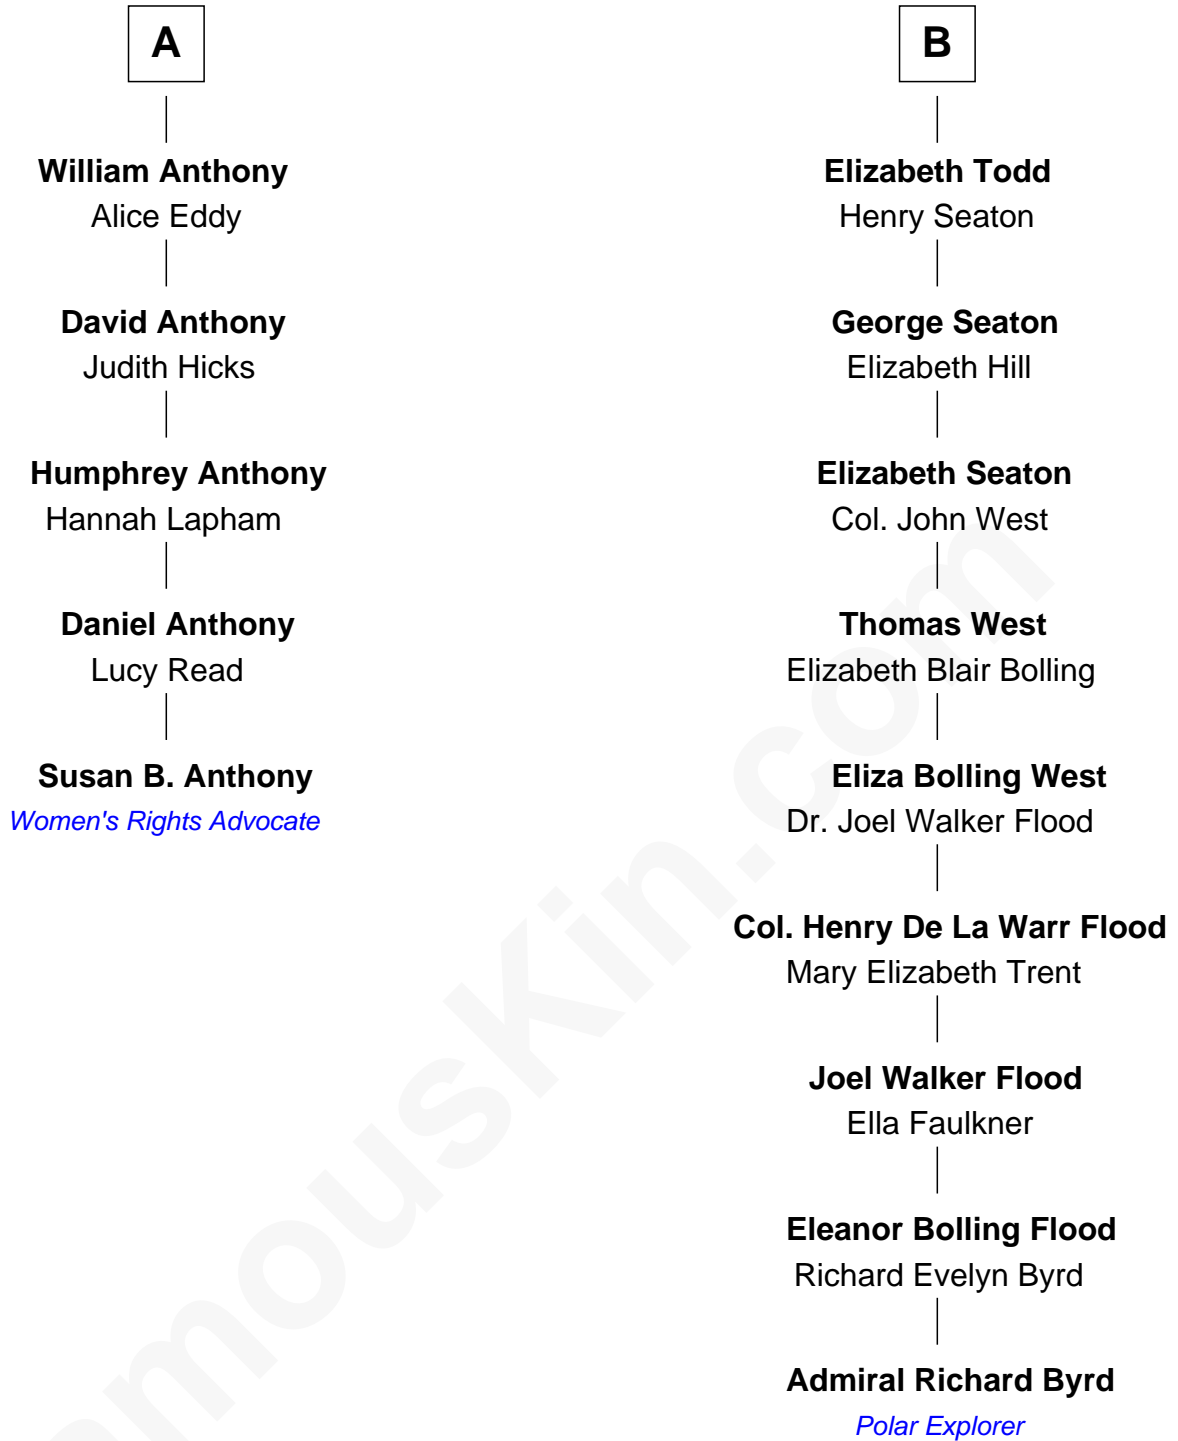 A
William Anthony
Alice Eddy
David Anthony
Judith Hicks
Humphrey Anthony
Hannah Lapham
Daniel Anthony
Lucy Read
Susan B. Anthony
Women's Rights Advocate
B
Elizabeth Todd
Henry Seaton
George Seaton
Elizabeth Hill
Elizabeth Seaton
Col. John West
Thomas West
Elizabeth Blair Bolling
Eliza Bolling West
Dr. Joel Walker Flood
Col. Henry De La Warr Flood
Mary Elizabeth Trent
Joel Walker Flood
Ella Faulkner
Eleanor Bolling Flood
Richard Evelyn Byrd
Admiral Richard Byrd
Polar Explorer
amousKin.com